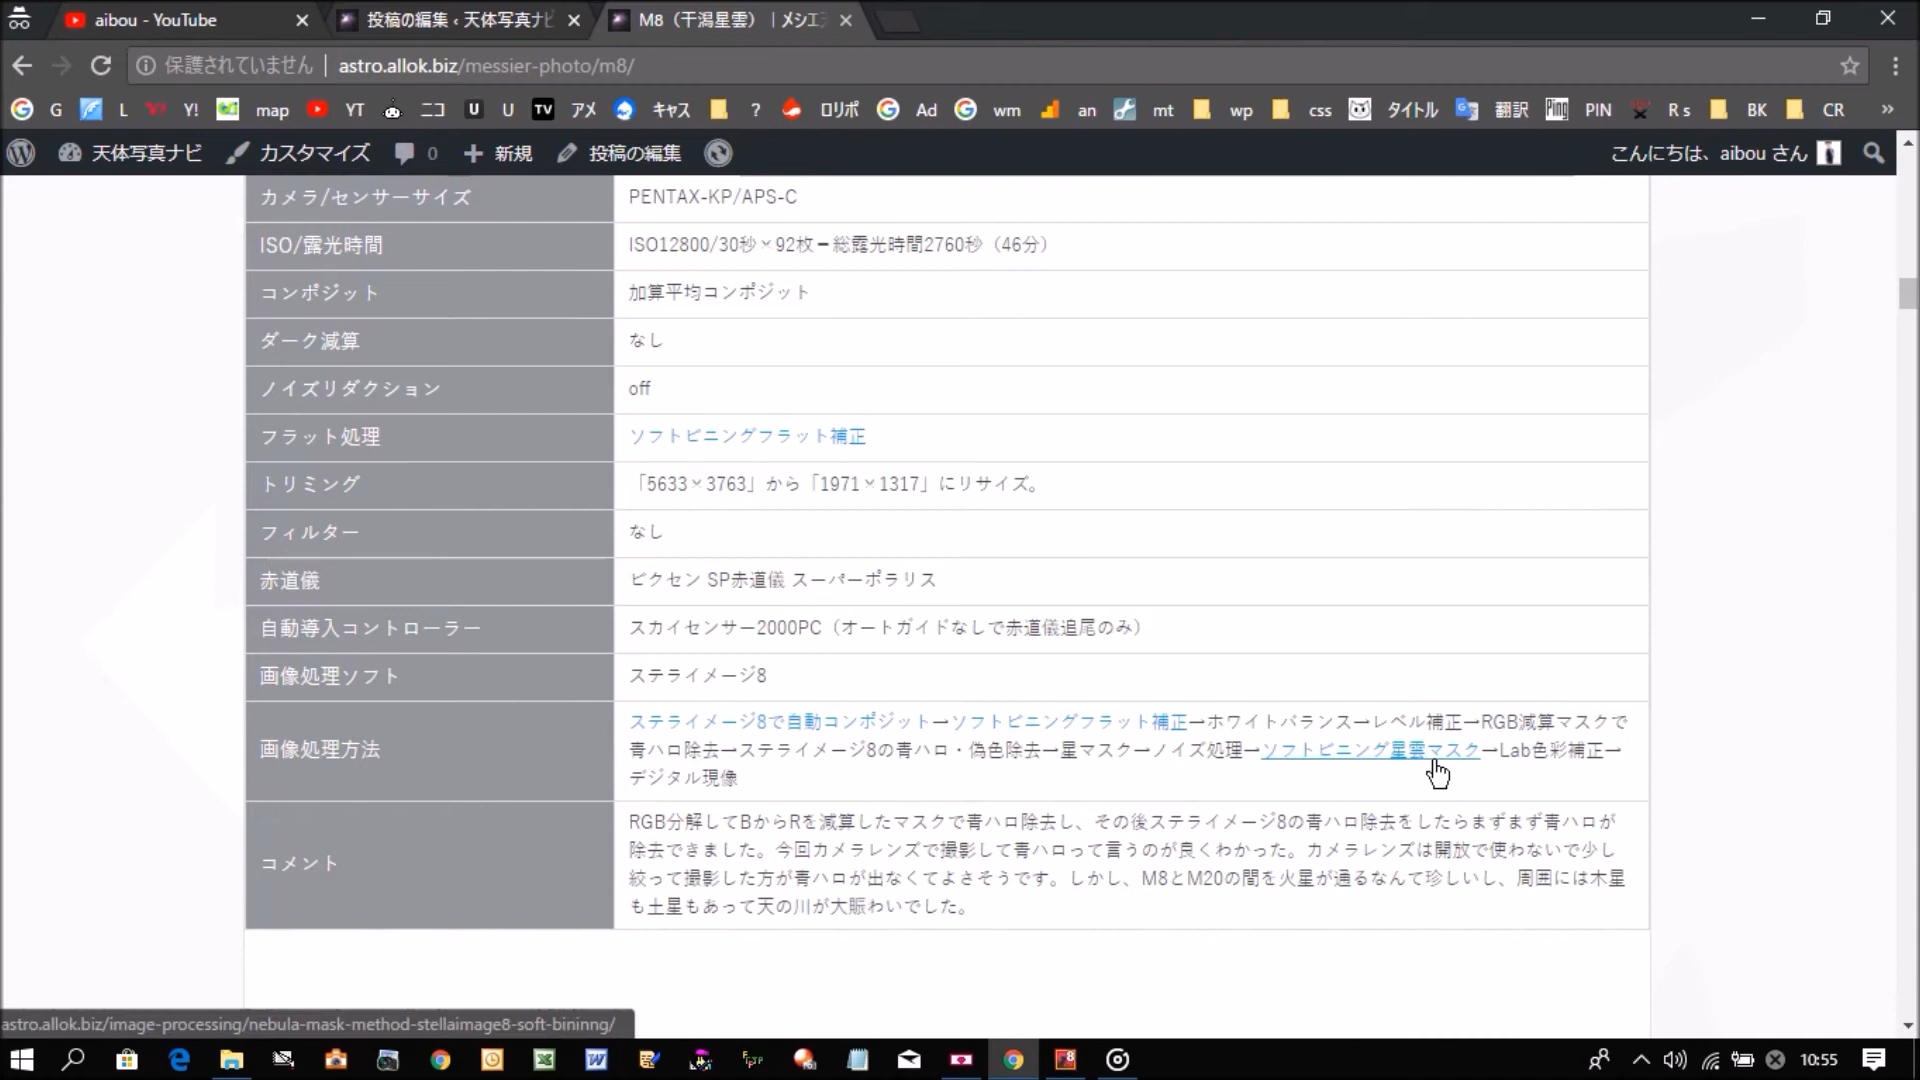 aibou - YouTube
投稿の編集 ‹ 天体写真ナビ
M8（干潟星雲）｜メシエ天
保護されていません | astro.allok.biz/messier-photo/m8/
G L Y! map YT ニコ U U TV アメ キャス ? ロリポ Ad wm an mt wp css タイトル 翻訳 Ping PIN R s BK CR »
天体写真ナビ カスタマイズ 0 新規 投稿の編集 こんにちは、aibou さん
カメラ/センサーサイズ PENTAX-KP/APS-C
ISO/露光時間 ISO12800/30秒×92枚＝総露光時間2760秒（46分）
コンポジット 加算平均コンポジット
ダーク減算 なし
ノイズリダクション off
フラット処理 ソフトビニングフラット補正
トリミング 「5633×3763」から「1971×1317」にリサイズ。
フィルター なし
赤道儀 ビクセン SP赤道儀 スーパーポラリス
自動導入コントローラー スカイセンサー2000PC（オートガイドなしで赤道儀追尾のみ）
画像処理ソフト ステライメージ8
画像処理方法 ステライメージ8で自動コンポジット→ソフトビニングフラット補正→ホワイトバランス→レベル補正→RGB減算マスクで
青ハロ除去→ステライメージ8の青ハロ・偽色除去→星マスク→ノイズ処理→ソフトビニング星雲マスク→Lab色彩補正→
デジタル現像
コメント RGB分解してBからRを減算したマスクで青ハロ除去し、その後ステライメージ8の青ハロ除去をしたらまずまず青ハロが
除去できました。今回カメラレンズで撮影して青ハロって言うのが良くわかった。カメラレンズは開放で使わないで少し
絞って撮影した方が青ハロが出なくてよさそうです。しかし、M8とM20の間を火星が通るなんて珍しいし、周囲には木星
も土星もあって天の川が大賑わいでした。
astro.allok.biz/image-processing/nebula-mask-method-stellaimage8-soft-bininng/
10:55